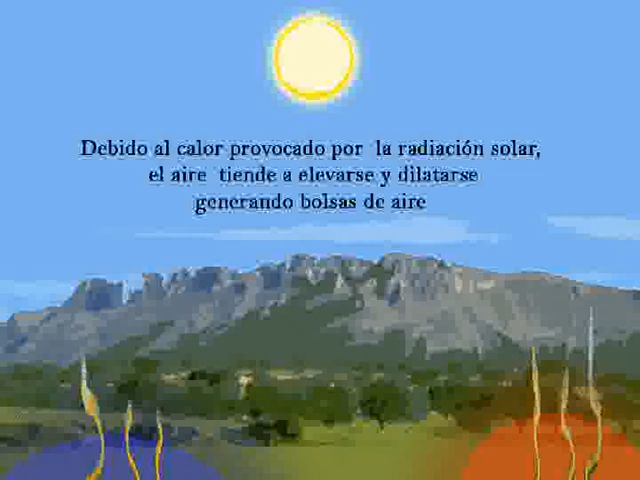 Debido al calor provocado por la radiación solar,
el aire tiende a elevarse y dilatarse
generando bolsas de aire